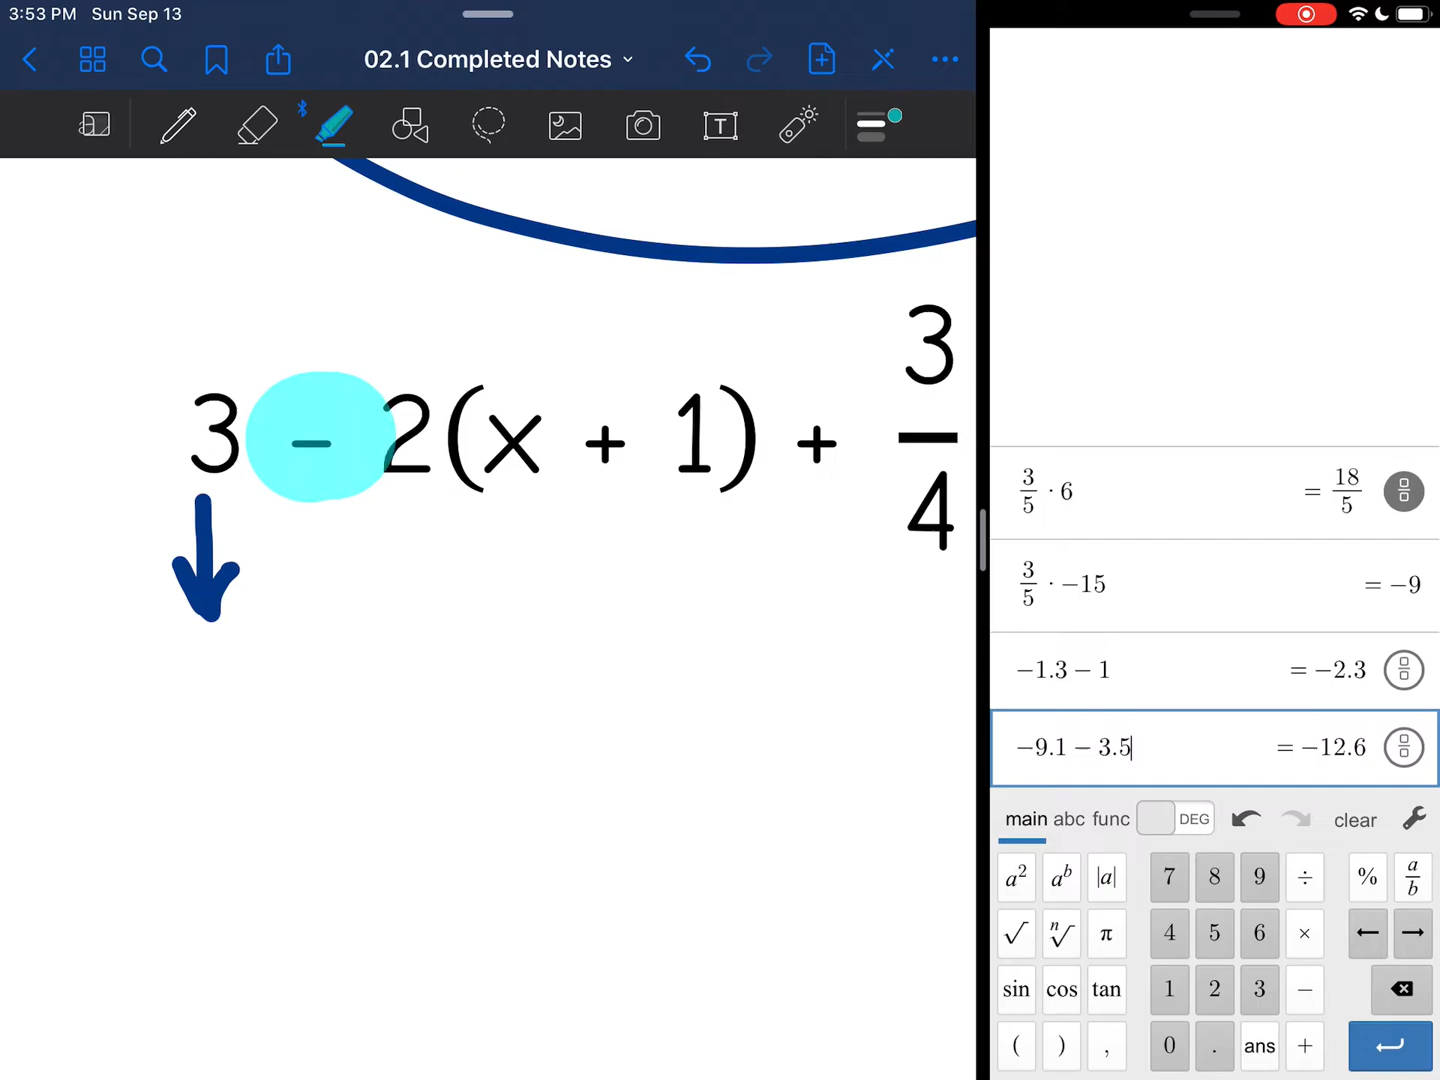 3:53 PM Sun Sep 13
02.1 Completed Notes
3 − 2(x + 1) + 3/4
3/5 · 6 = 18/5
3/5 · −15 = −9
−1.3 − 1 = −2.3
−9.1 − 3.5 = −12.6
main abc func DEG clear
a² aᵇ |a| 7 8 9 ÷ % a/b
√ ⁿ√ π 4 5 6 × ← →
sin cos tan 1 2 3 −
( ) , 0 . ans +